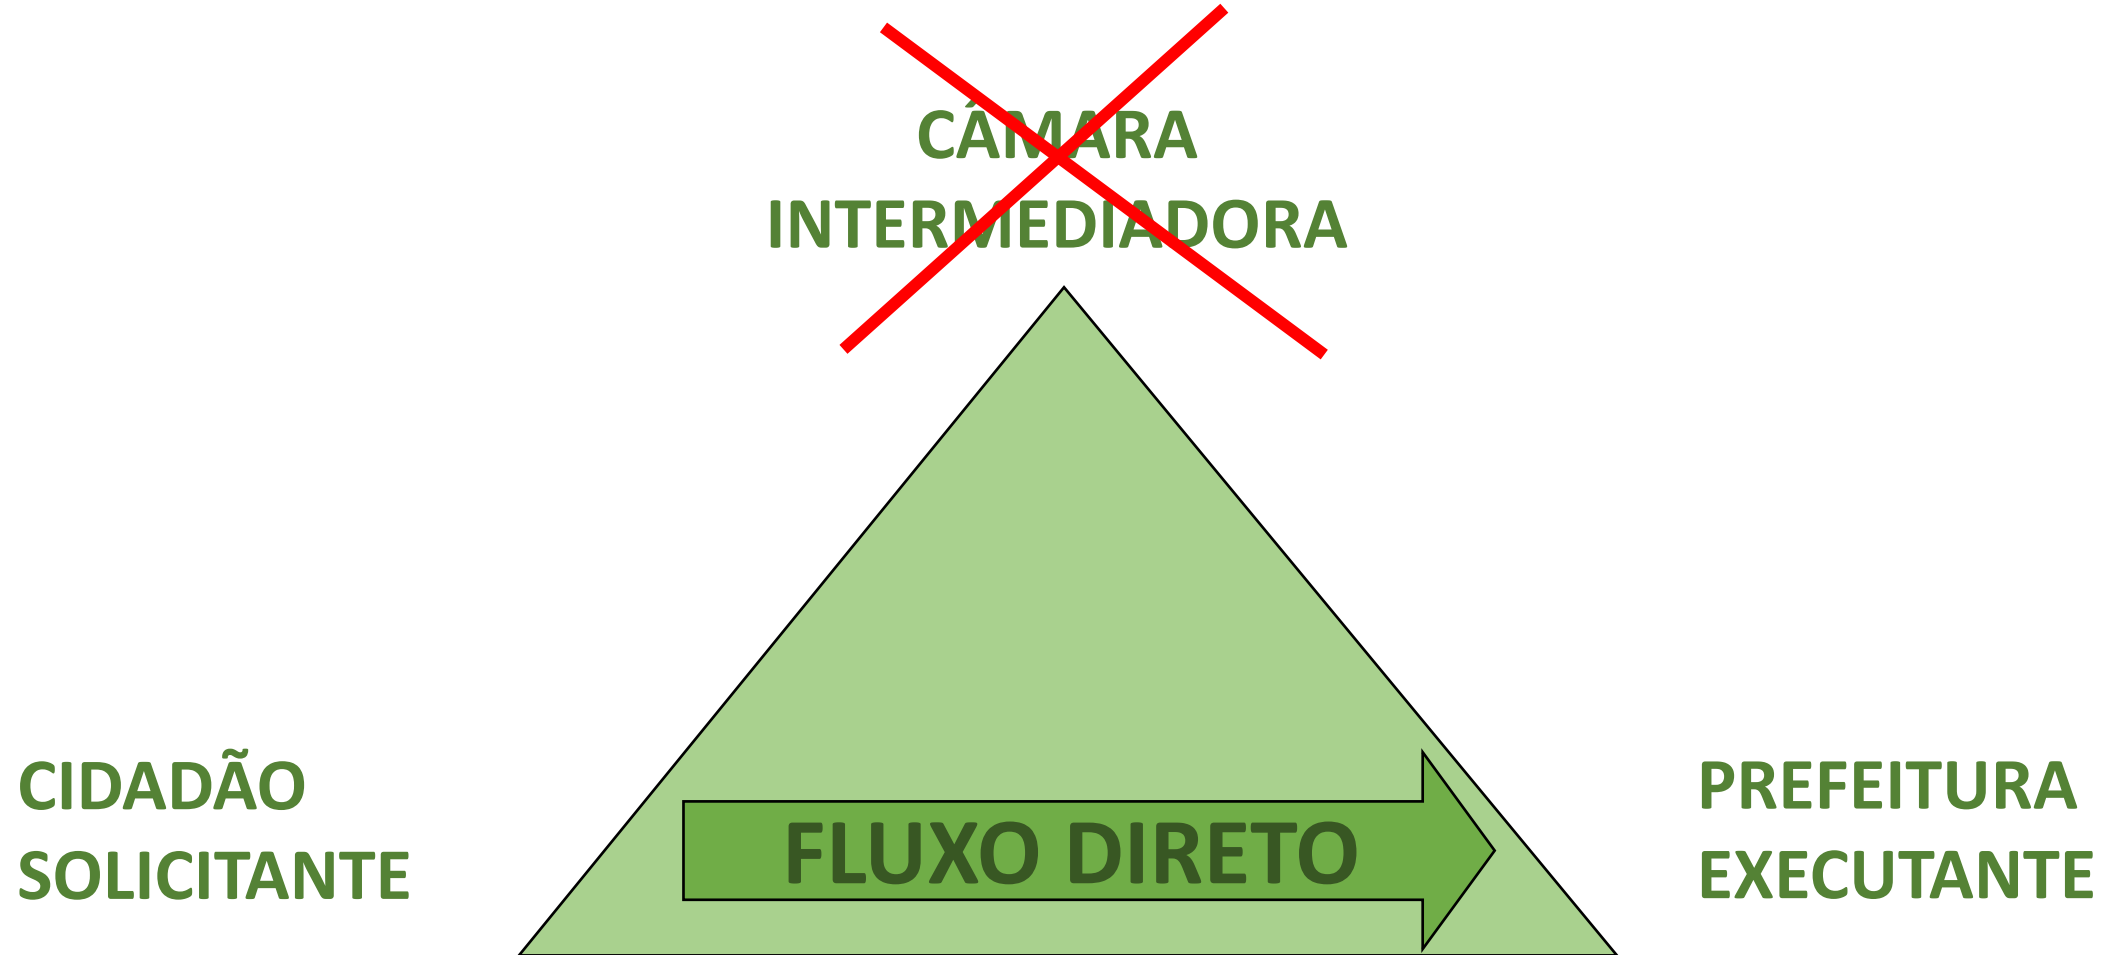 CÂMARA
INTERMEDIADORA
CIDADÃO
SOLICITANTE
FLUXO DIRETO
PREFEITURA
EXECUTANTE